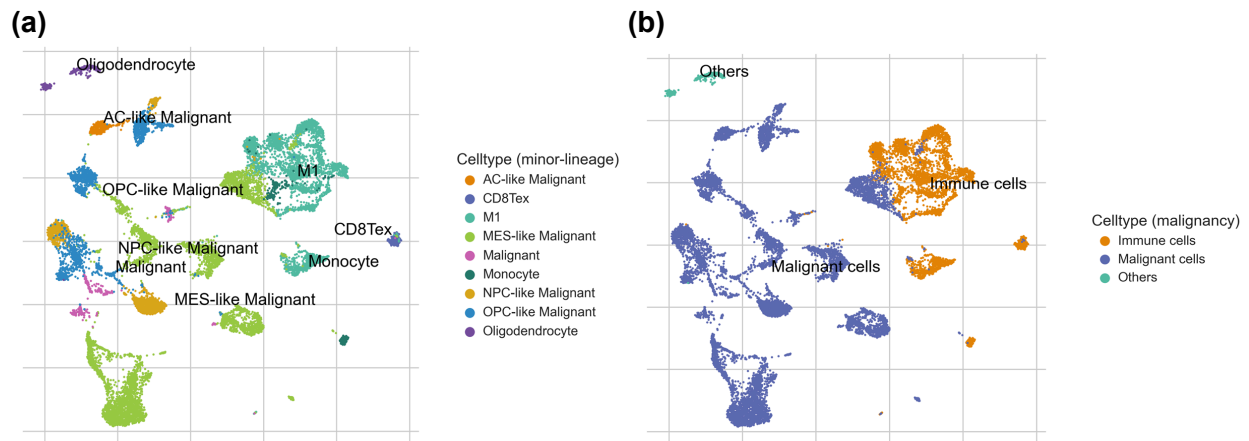 (a)
Oligodendrocyte
AC-like Malignant
M1
OPC-like Malignant
CD8Tex
NPC-like Malignant
Malignant
Monocyte
MES-like Malignant
Celltype (minor-lineage)
AC-like Malignant
CD8Tex
M1
MES-like Malignant
Malignant
Monocyte
NPC-like Malignant
OPC-like Malignant
Oligodendrocyte
(b)
Others
Immune cells
Malignant cells
Celltype (malignancy)
Immune cells
Malignant cells
Others